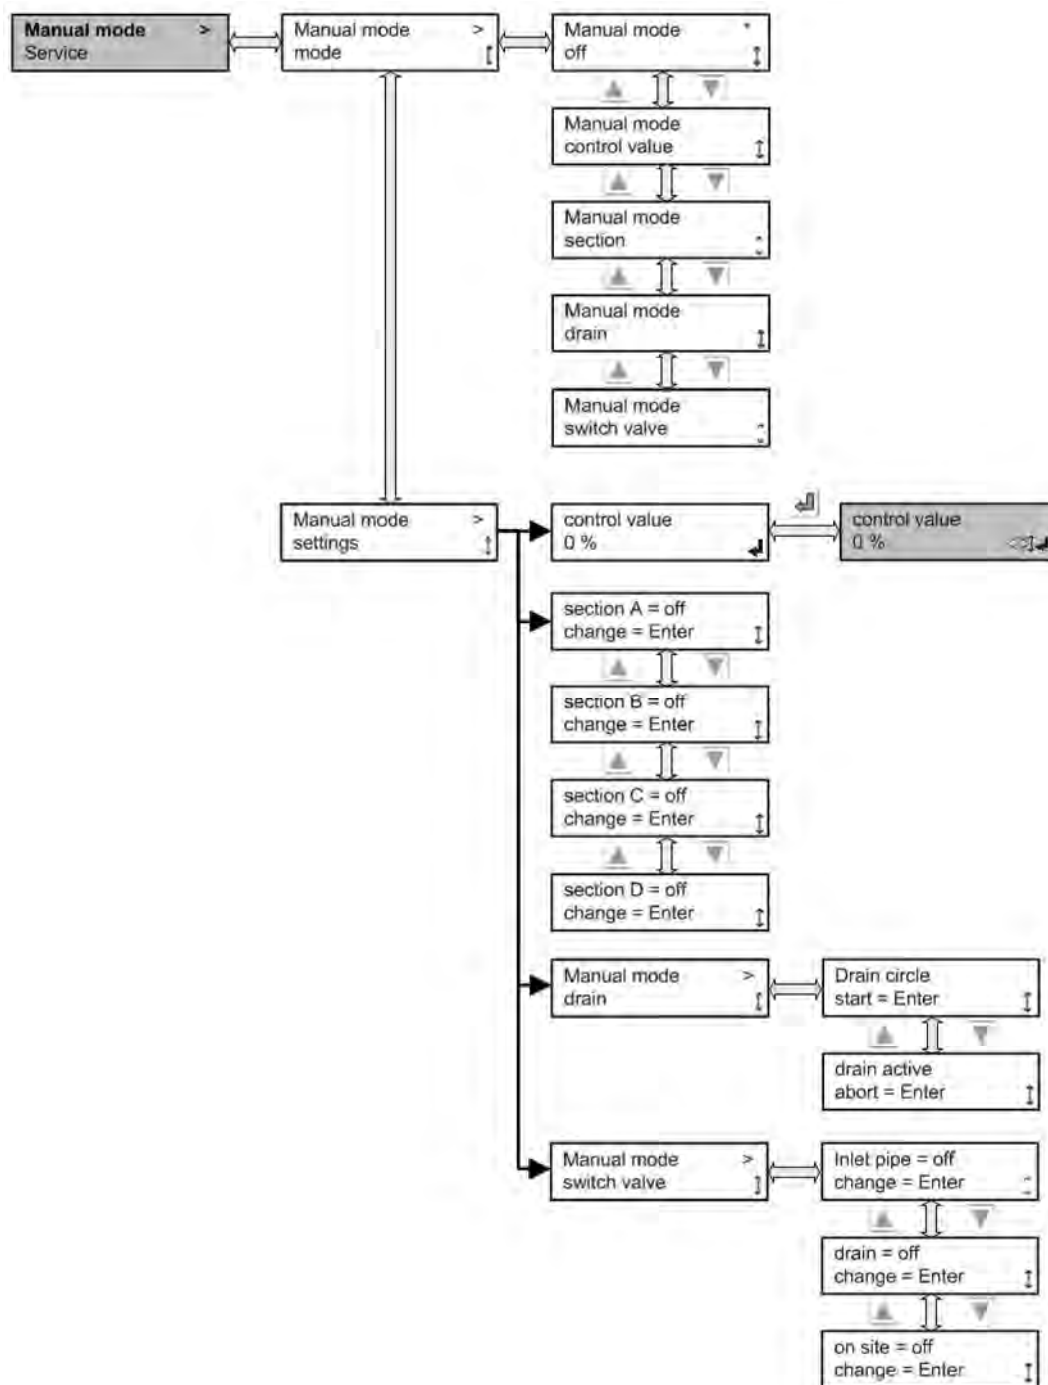 Manual mode >
Service
Manual mode >
mode
Manual mode *
off
Manual mode
control value
Manual mode
section
Manual mode
drain
Manual mode
switch valve
Manual mode >
settings
control value
0 %
control value
0 %
section A = off
change = Enter
section B = off
change = Enter
section C = off
change = Enter
section D = off
change = Enter
Manual mode >
drain
Drain circle
start = Enter
drain active
abort = Enter
Manual mode >
switch valve
Inlet pipe = off
change = Enter
drain = off
change = Enter
on site = off
change = Enter